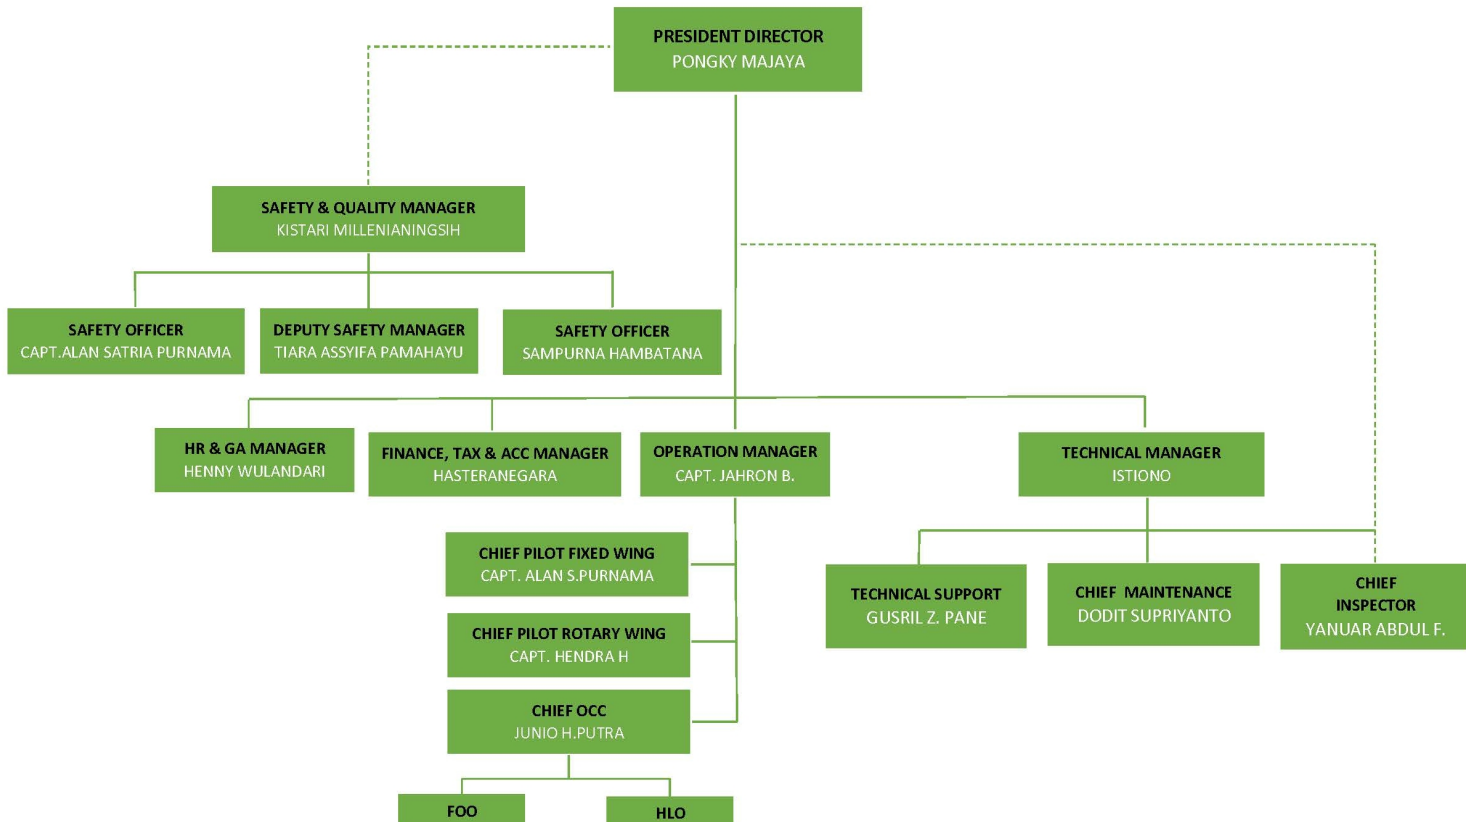 PRESIDENT DIRECTOR
PONGKY MAJAYA
SAFETY & QUALITY MANAGER
KISTARI MILLENIANINGSIH
SAFETY OFFICER
CAPT.ALAN SATRIA PURNAMA
DEPUTY SAFETY MANAGER
TIARA ASSYIFA PAMAHAYU
SAFETY OFFICER
SAMPURNA HAMBATANA
HR & GA MANAGER
HENNY WULANDARI
FINANCE, TAX & ACC MANAGER
HASTERANEGARA
OPERATION MANAGER
CAPT. JAHRON B.
TECHNICAL MANAGER
ISTIONO
CHIEF PILOT FIXED WING
CAPT. ALAN S.PURNAMA
CHIEF PILOT ROTARY WING
CAPT. HENDRA H
CHIEF OCC
JUNIO H.PUTRA
TECHNICAL SUPPORT
GUSRIL Z. PANE
CHIEF  MAINTENANCE
DODIT SUPRIYANTO
CHIEF
INSPECTOR
YANUAR ABDUL F.
FOO
HLO